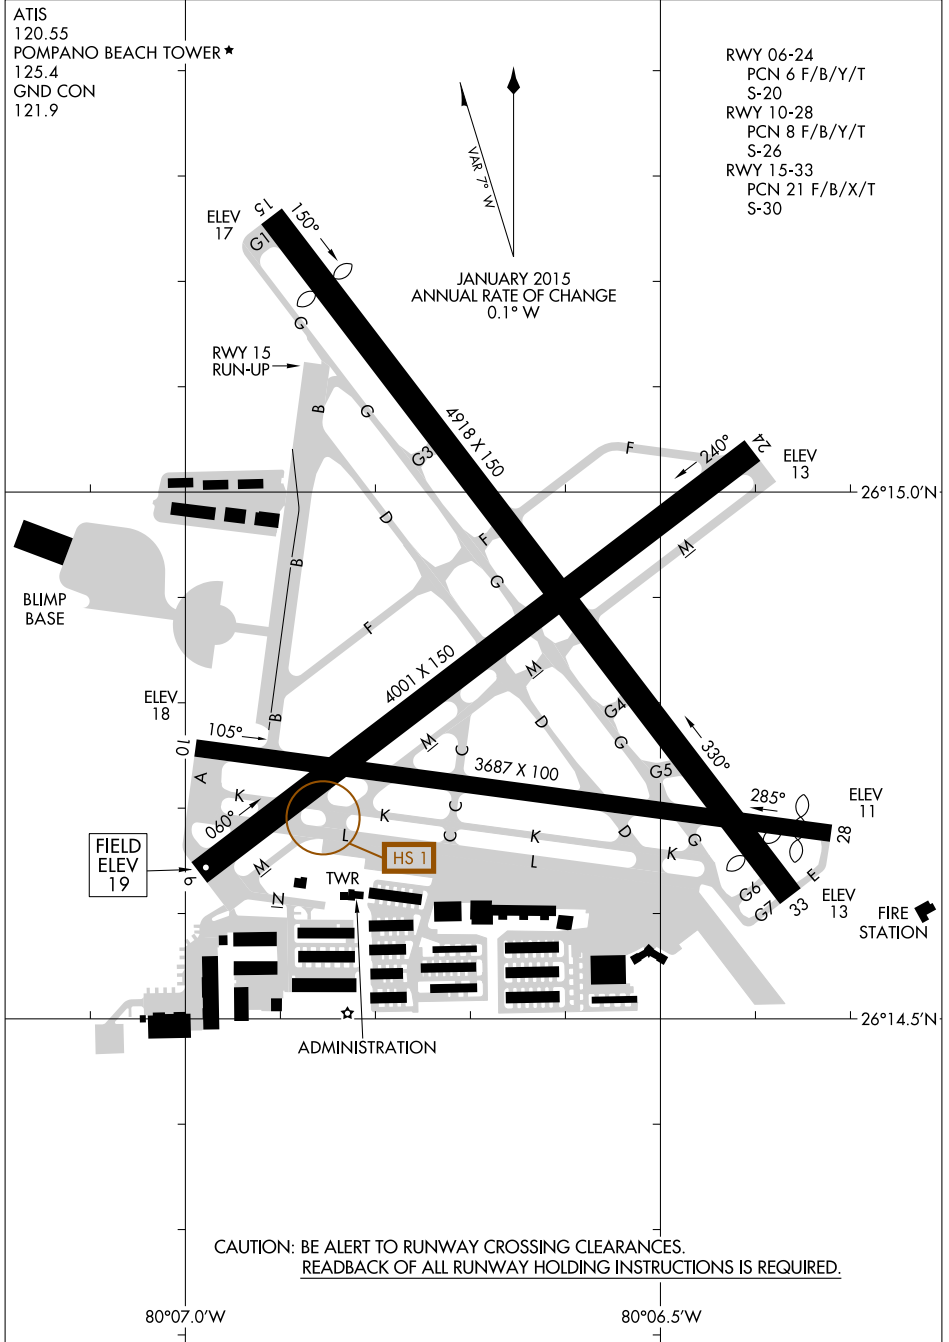 ATIS
120.55
POMPANO BEACH TOWER★
125.4
GND CON
121.9
RWY 06-24
PCN 6 F/B/Y/T
S-20
RWY 10-28
PCN 8 F/B/Y/T
S-26
RWY 15-33
PCN 21 F/B/X/T
S-30
VAR 7° W
JANUARY 2015
ANNUAL RATE OF CHANGE
0.1° W
15
150°
ELEV
17
G1
G
RWY 15
RUN-UP
B
G
G3
4918 X 150
F
240°
24
ELEV
13
26°15.0'N
D
F
M
B
G
BLIMP
BASE
F
4001 X 150
M
ELEV
18
B
105°
10
M
C
D
G4
G
330°
3687 X 100
G5
A
K
060°
K
C
C
K
D
G
K
285°
ELEV
11
28
FIELD
ELEV
19
6
M
L
HS 1
L
N
TWR
G6
G7
33
E
ELEV
13
FIRE
STATION
26°14.5'N
ADMINISTRATION
CAUTION: BE ALERT TO RUNWAY CROSSING CLEARANCES.
READBACK OF ALL RUNWAY HOLDING INSTRUCTIONS IS REQUIRED.
80°07.0'W
80°06.5'W